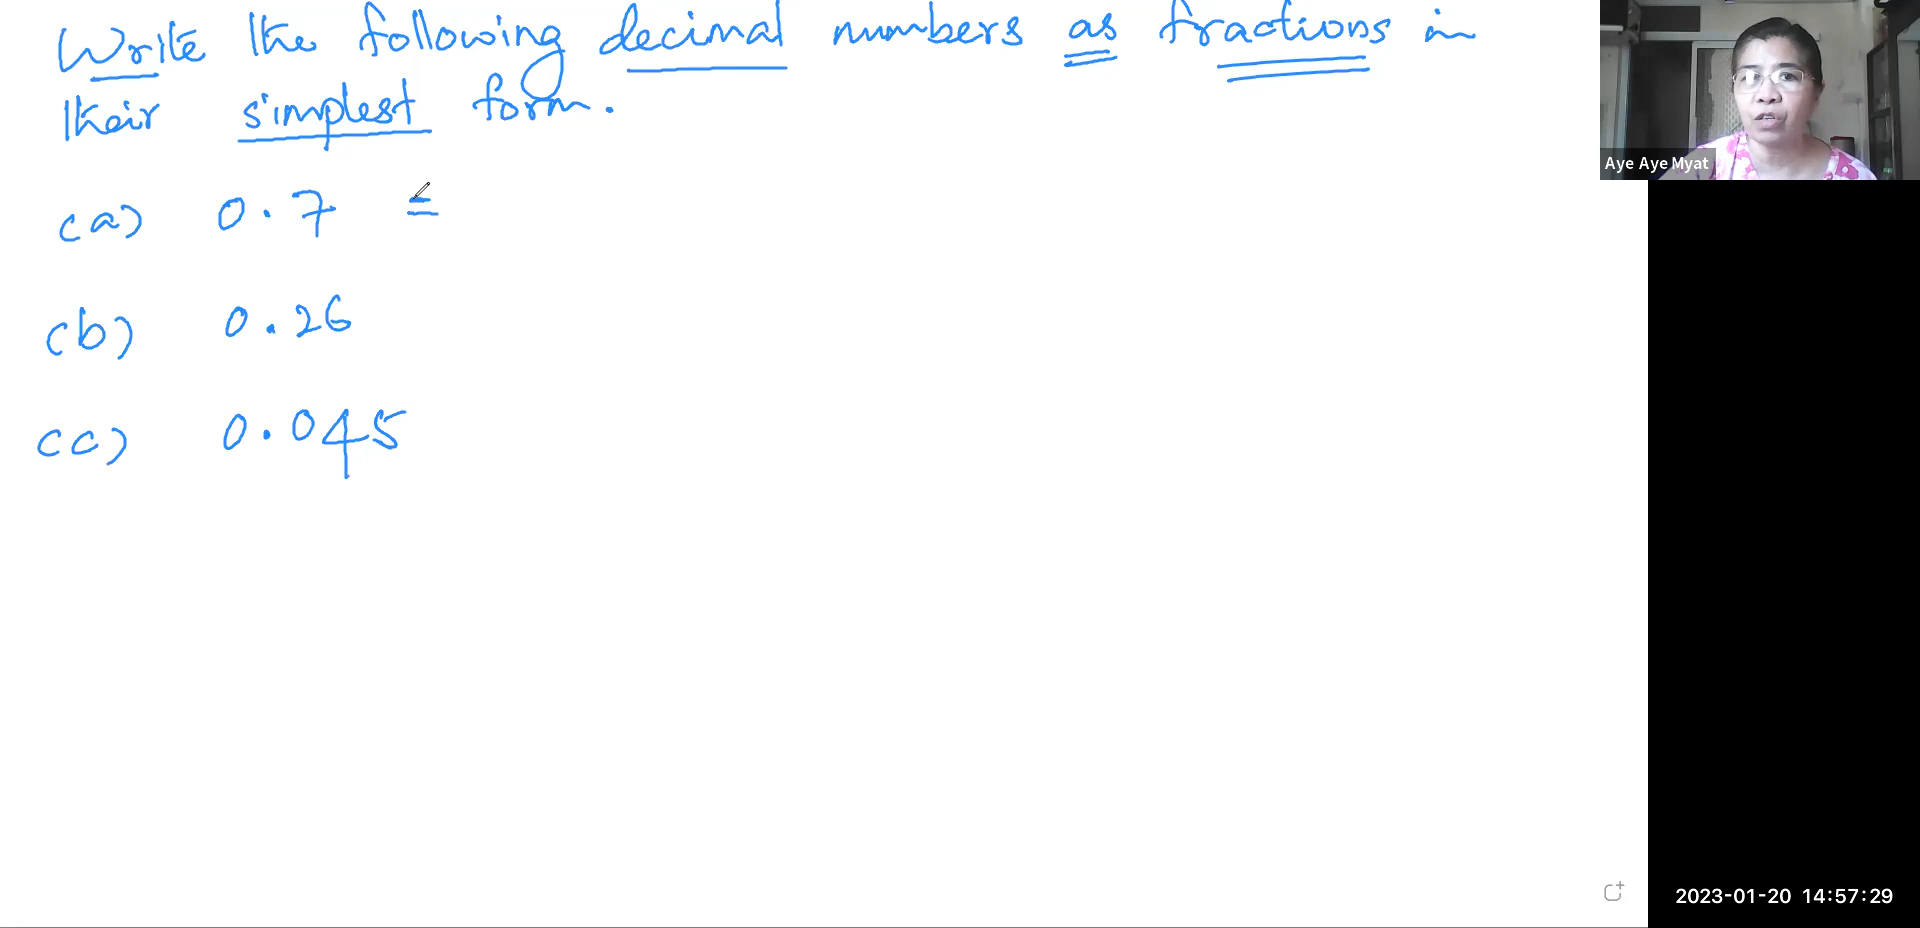 Write the following decimal numbers as fractions in
their simplest form.
Aye Aye Myat
(a) 0.7 =
(b) 0.26
(c) 0.045
2023-01-20 14:57:29